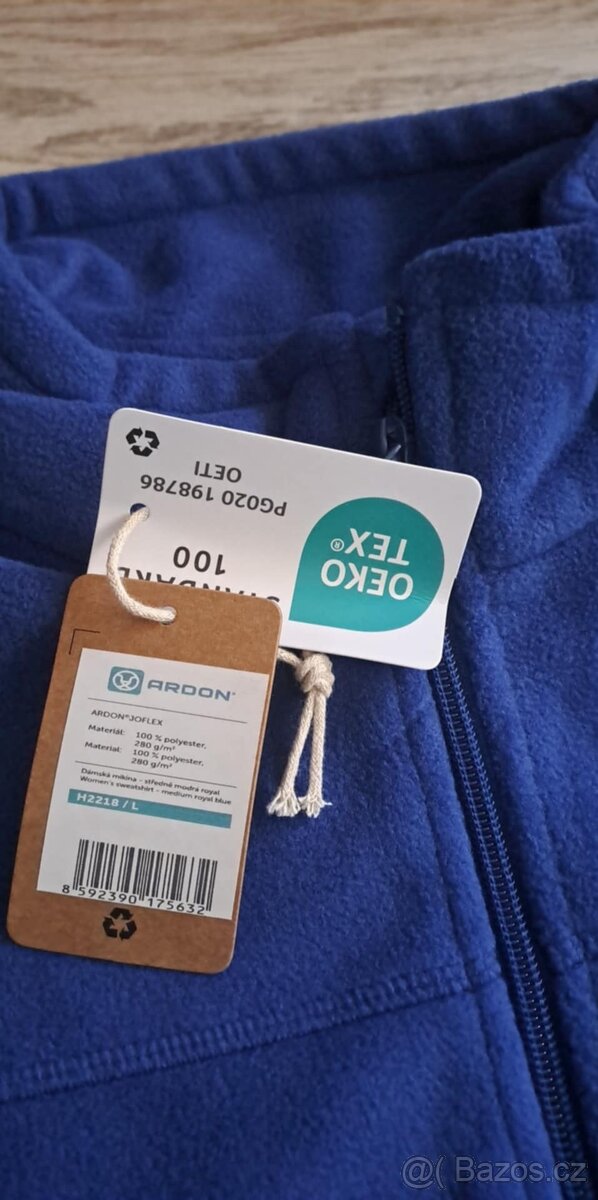 PG020 198786
OETI
OEKO
TEX®
STANDARD
100
ARDON®
ARDON®JOFLEX
Materiál: 100 % polyester,
280 g/m²
Material: 100 % polyester,
280 g/m²
Dámská mikina – středně modrá royal
Women's sweatshirt – medium royal blue
H2218 / L
8 592390 175632
@( Bazos.cz